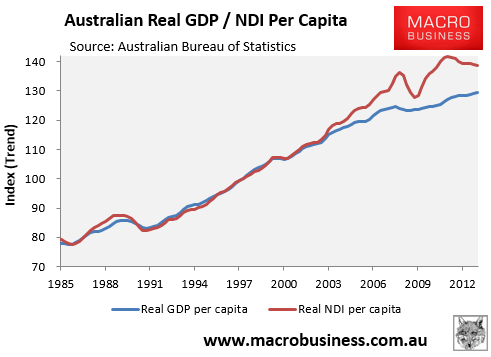 Australian Real GDP / NDI Per Capita
Source: Australian Bureau of Statistics
MACRO
BUSINESS
Index (Trend)
140
130
120
110
100
90
80
70
1985
1988
1991
1994
1997
2000
2003
2006
2009
2012
Real GDP per capita
Real NDI per capita
www.macrobusiness.com.au